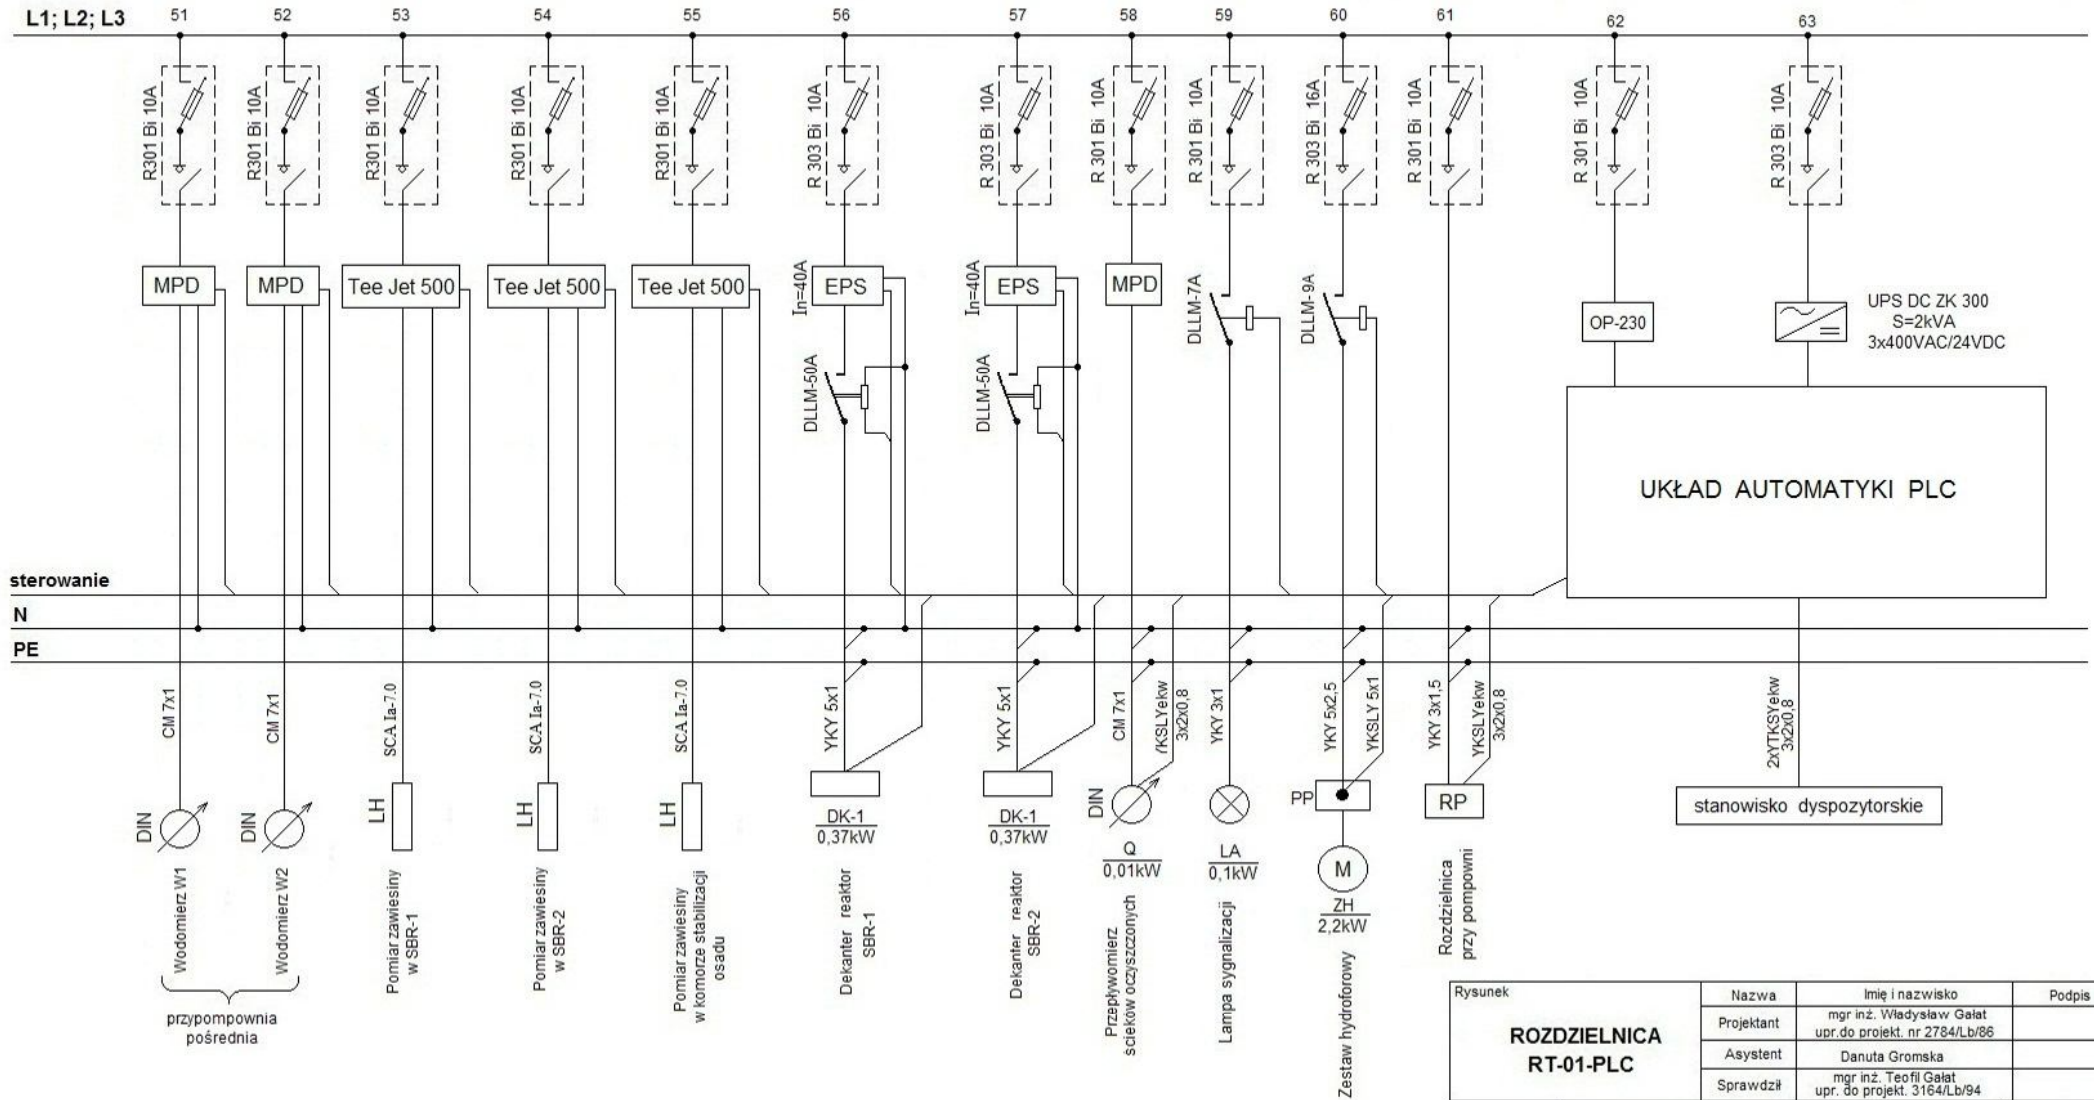 L1; L2; L3
51
52
53
54
55
56
57
58
59
60
61
62
63
R301 Bi 10A
R301 Bi 10A
R301 Bi 10A
R301 Bi 10A
R301 Bi 10A
R 303 Bi 10A
R 303 Bi 10A
R 301 Bi 10A
R 301 Bi 10A
R 303 Bi 16A
R 301 Bi 10A
R 301 Bi 10A
R 303 Bi 10A
MPD
MPD
Tee Jet 500
Tee Jet 500
Tee Jet 500
In=40A
EPS
In=40A
EPS
MPD
DLLM-7A
DLLM-9A
OP-230
UPS DC ZK 300
S=2kVA
3x400VAC/24VDC
DLLM-50A
DLLM-50A
UKŁAD AUTOMATYKI PLC
sterowanie
N
PE
CM 7x1
CM 7x1
SCA Ia-7.0
SCA Ia-7.0
SCA Ia-7.0
YKY 5x1
YKY 5x1
CM 7x1
YKSLYekw
3x2x0,8
YKY 3x1
YKY 5x2,5
YKSLY 5x1
YKY 3x1,5
YKSLYekw
3x2x0,8
2xYTKSYekw
3x2x0,8
DIN
DIN
LH
LH
LH
DK-1
0,37kW
DK-1
0,37kW
DIN
Q
0,01kW
LA
0,1kW
PP
M
ZH
2,2kW
RP
stanowisko dyspozytorskie
Wodomierz W1
Wodomierz W2
przypompownia
pośrednia
Pomiar zawiesiny
w SBR-1
Pomiar zawiesiny
w SBR-2
Pomiar zawiesiny
w komorze stabilizacji
osadu
Dekanter reaktor
SBR-1
Dekanter reaktor
SBR-2
Przepływomierz
ścieków oczyszczonych
Lampa sygnalizacji
Zestaw hydroforowy
Rozdzielnica
przy pompowni
Rysunek
ROZDZIELNICA
RT-01-PLC
Nazwa
Imię i nazwisko
Podpis
Projektant
mgr inż. Władysław Gałat
upr.do projekt. nr 2784/Lb/86
Asystent
Danuta Gromska
Sprawdził
mgr inż. Teofil Gałat
upr. do projekt. 3164/Lb/94